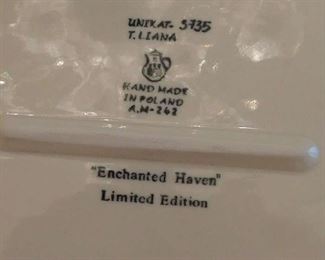 UNIKAT- 3735
T. LIANA
HAND MADE
IN POLAND
A.M-262
"Enchanted Haven"
Limited Edition